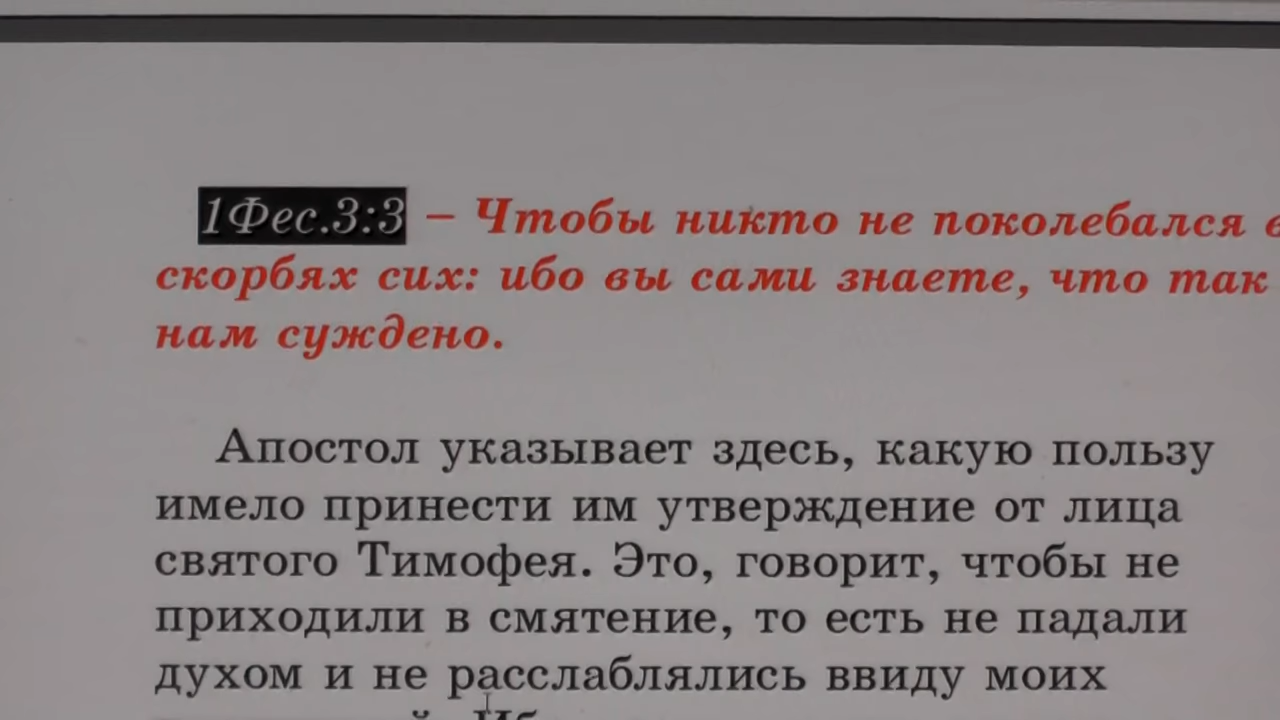 1Фес.3:3 – Чтобы никто не поколебался в
скорбях сих: ибо вы сами знаете, что так
нам суждено.
Апостол указывает здесь, какую пользу
имело принести им утверждение от лица
святого Тимофея. Это, говорит, чтобы не
приходили в смятение, то есть не падали
духом и не расслаблялись ввиду моих